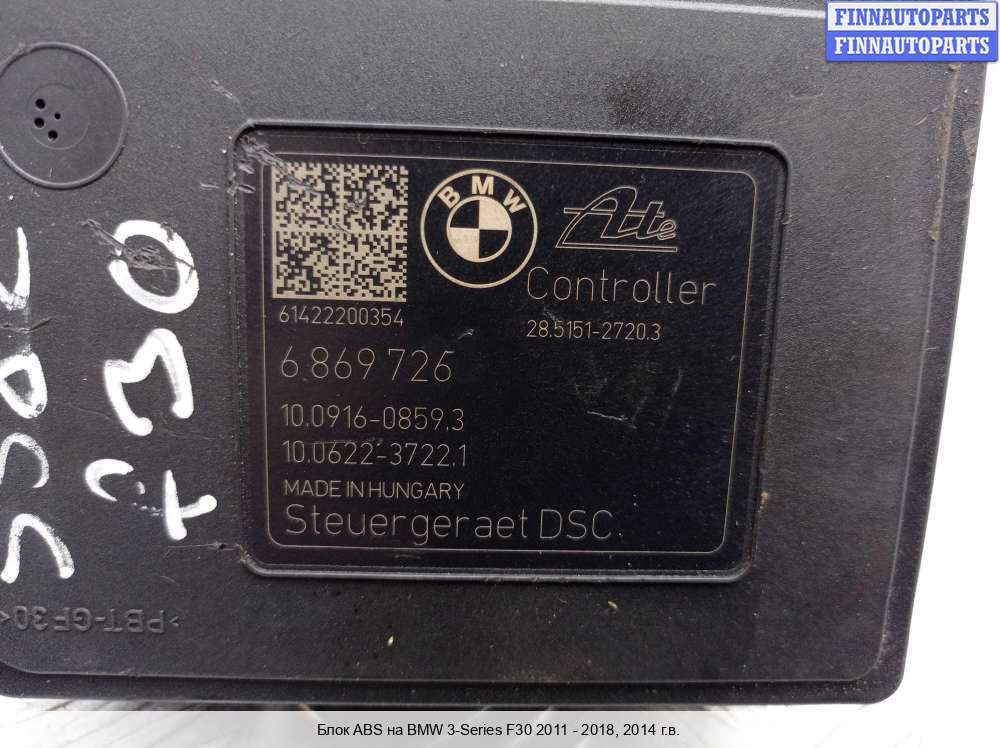 FINNAUTOPARTS
FINNAUTOPARTS
BMW
Ate
Controller
61422200354
28.5151-2720.3
6 869 726
10.0916-0859.3
10.0622-3722.1
MADE IN HUNGARY
Steuergeraet DSC
F30
>PBT-GF30<
Блок ABS на BMW 3-Series F30 2011 - 2018, 2014 г.в.